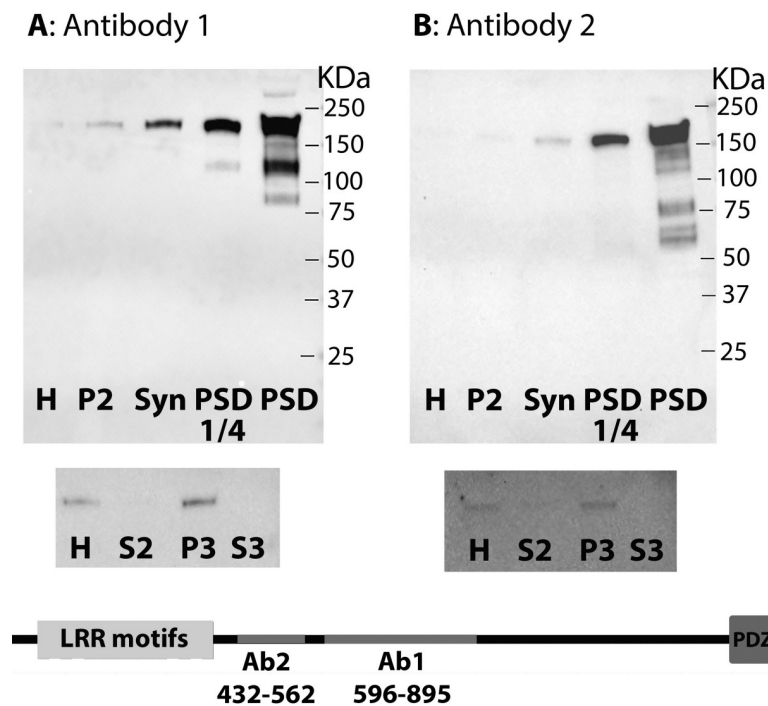 A: Antibody 1
KDa
250
150
100
75
50
37
25
H P2 Syn PSD PSD
1/4
H S2 P3 S3
B: Antibody 2
KDa
250
150
100
75
50
37
25
H P2 Syn PSD PSD
1/4
H S2 P3 S3
LRR motifs
PDZ
Ab2 Ab1
432-562 596-895